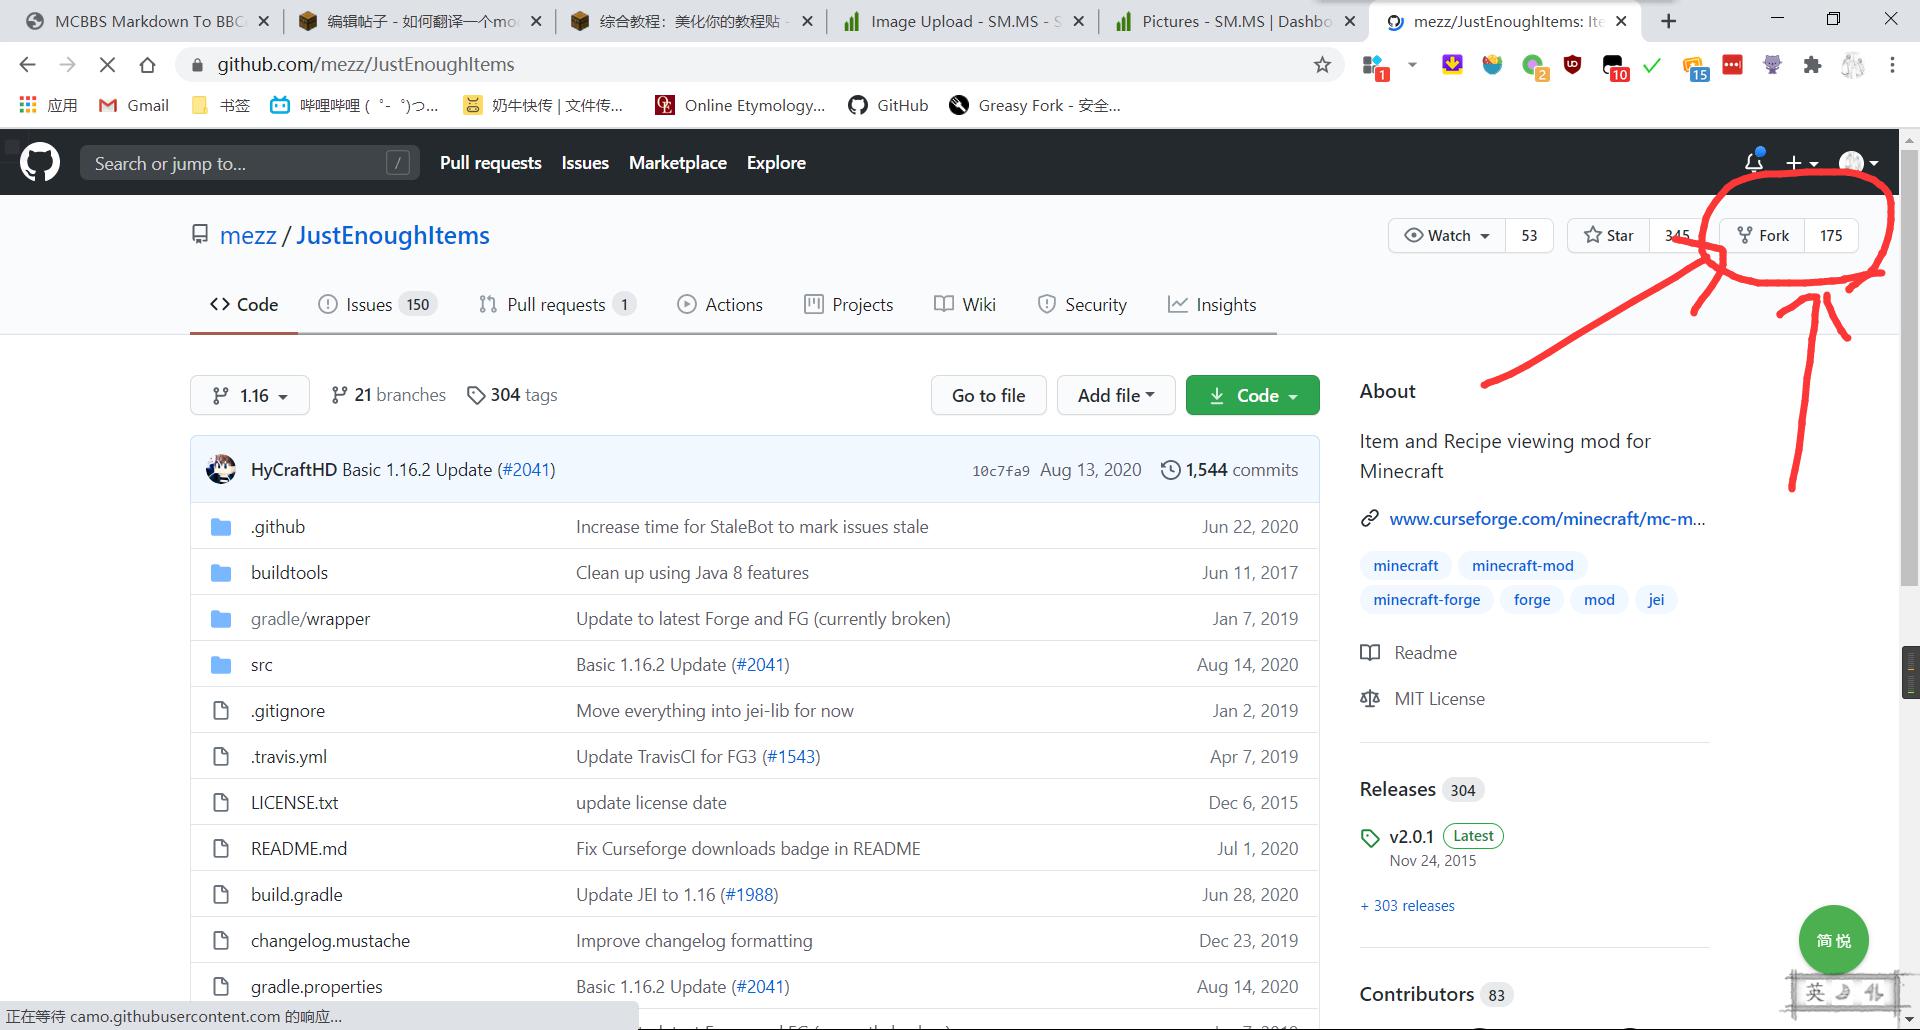 MCBBS Markdown To BBC
编辑帖子 - 如何翻译一个mo
综合教程：美化你的教程贴 -
Image Upload - SM.MS - S
Pictures - SM.MS | Dashbo
mezz/JustEnoughItems: Ite
github.com/mezz/JustEnoughItems
1
2
10
15
应用
Gmail
书签
哔哩哔哩 ( ゜- ゜)つ...
奶牛快传 | 文件传...
Online Etymology...
GitHub
Greasy Fork - 安全...
Search or jump to... /
Pull requests Issues Marketplace Explore
mezz / JustEnoughItems
Watch 53 Star 345 Fork 175
Code Issues 150 Pull requests 1 Actions Projects Wiki Security Insights
1.16 21 branches 304 tags Go to file Add file Code
HyCraftHD Basic 1.16.2 Update (#2041) 10c7fa9 Aug 13, 2020 1,544 commits
.github Increase time for StaleBot to mark issues stale Jun 22, 2020
buildtools Clean up using Java 8 features Jun 11, 2017
gradle/wrapper Update to latest Forge and FG (currently broken) Jan 7, 2019
src Basic 1.16.2 Update (#2041) Aug 14, 2020
.gitignore Move everything into jei-lib for now Jan 2, 2019
.travis.yml Update TravisCI for FG3 (#1543) Apr 7, 2019
LICENSE.txt update license date Dec 6, 2015
README.md Fix Curseforge downloads badge in README Jul 1, 2020
build.gradle Update JEI to 1.16 (#1988) Jun 28, 2020
changelog.mustache Improve changelog formatting Dec 23, 2019
gradle.properties Basic 1.16.2 Update (#2041) Aug 14, 2020
About
Item and Recipe viewing mod for
Minecraft
www.curseforge.com/minecraft/mc-m...
minecraft minecraft-mod
minecraft-forge forge mod jei
Readme
MIT License
Releases 304
v2.0.1 Latest
Nov 24, 2015
+ 303 releases
Contributors 83
简悦
英
正在等待 camo.githubusercontent.com 的响应...